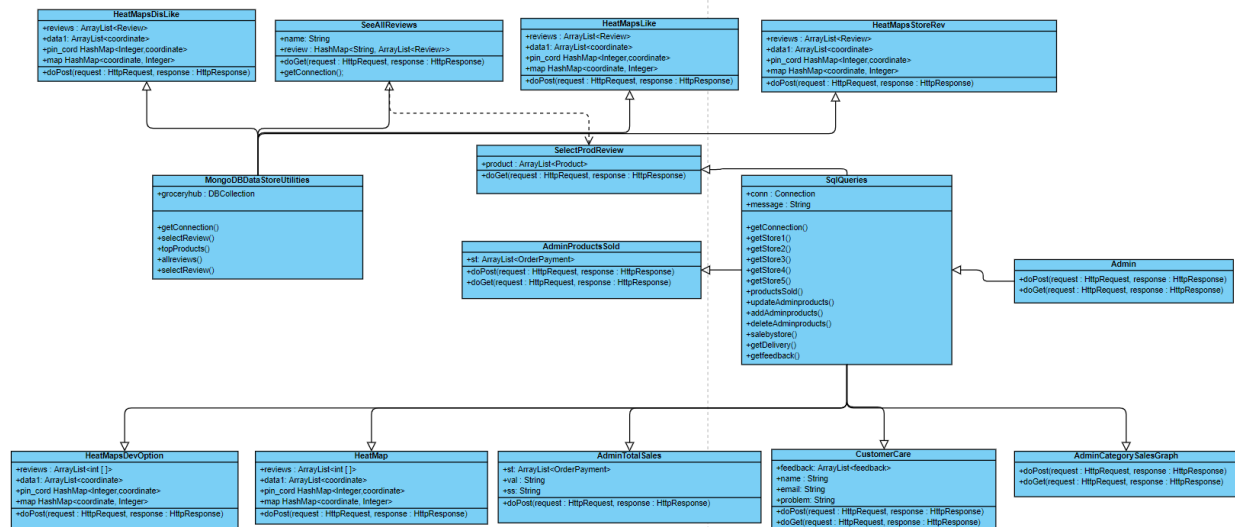 HeatMapsDisLike
+reviews : ArrayList<Review>
+data1: ArrayList<coordinate>
+pin_cord HashMap<Integer,coordinate>
+map HashMap<coordinate, Integer>
+doPost(request : HttpRequest, response : HttpResponse)
SeeAllReviews
+name: String
+review : HashMap<String, ArrayList<Review>>
+doGet(request : HttpRequest, response : HttpResponse)
+getConnection();
HeatMapsLike
+reviews : ArrayList<Review>
+data1: ArrayList<coordinate>
+pin_cord HashMap<Integer,coordinate>
+map HashMap<coordinate, Integer>
+doPost(request : HttpRequest, response : HttpResponse)
HeatMapsStoreRev
+reviews : ArrayList<Review>
+data1: ArrayList<coordinate>
+pin_cord HashMap<Integer,coordinate>
+map HashMap<coordinate, Integer>
+doPost(request : HttpRequest, response : HttpResponse)
SelectProdReview
+product : ArrayList<Product>
+doGet(request : HttpRequest, response : HttpResponse)
MongoDBDataStoreUtilities
+groceryhub : DBCollection
+getConnection()
+selectReview()
+topProducts()
+allreviews()
+selectReview()
SqlQueries
+conn : Connection
+message : String
+getConnection()
+getStore1()
+getStore2()
+getStore3()
+getStore4()
+getStore5()
+productsSold()
+updateAdminproducts()
+addAdminproducts()
+deleteAdminproducts()
+salebystore()
+getDelivery()
+getfeedback()
AdminProductsSold
+st: ArrayList<OrderPayment>
+doPost(request : HttpRequest, response : HttpResponse)
+doGet(request : HttpRequest, response : HttpResponse)
Admin
+doPost(request : HttpRequest, response : HttpResponse)
+doGet(request : HttpRequest, response : HttpResponse)
HeatMapsDevOption
+reviews : ArrayList<int [ ]>
+data1: ArrayList<coordinate>
+pin_cord HashMap<Integer,coordinate>
+map HashMap<coordinate, Integer>
+doPost(request : HttpRequest, response : HttpResponse)
HeatMap
+reviews : ArrayList<int [ ]>
+data1: ArrayList<coordinate>
+pin_cord HashMap<Integer,coordinate>
+map HashMap<coordinate, Integer>
+doPost(request : HttpRequest, response : HttpResponse)
AdminTotalSales
+st: ArrayList<OrderPayment>
+val : String
+ss: String
+doPost(request : HttpRequest, response : HttpResponse)
CustomerCare
+feedback: ArrayList<feedback>
+name : String
+email: String
+problem: String
+doPost(request : HttpRequest, response : HttpResponse)
+doGet(request : HttpRequest, response : HttpResponse)
AdminCategorySalesGraph
+doPost(request : HttpRequest, response : HttpResponse)
+doGet(request : HttpRequest, response : HttpResponse)